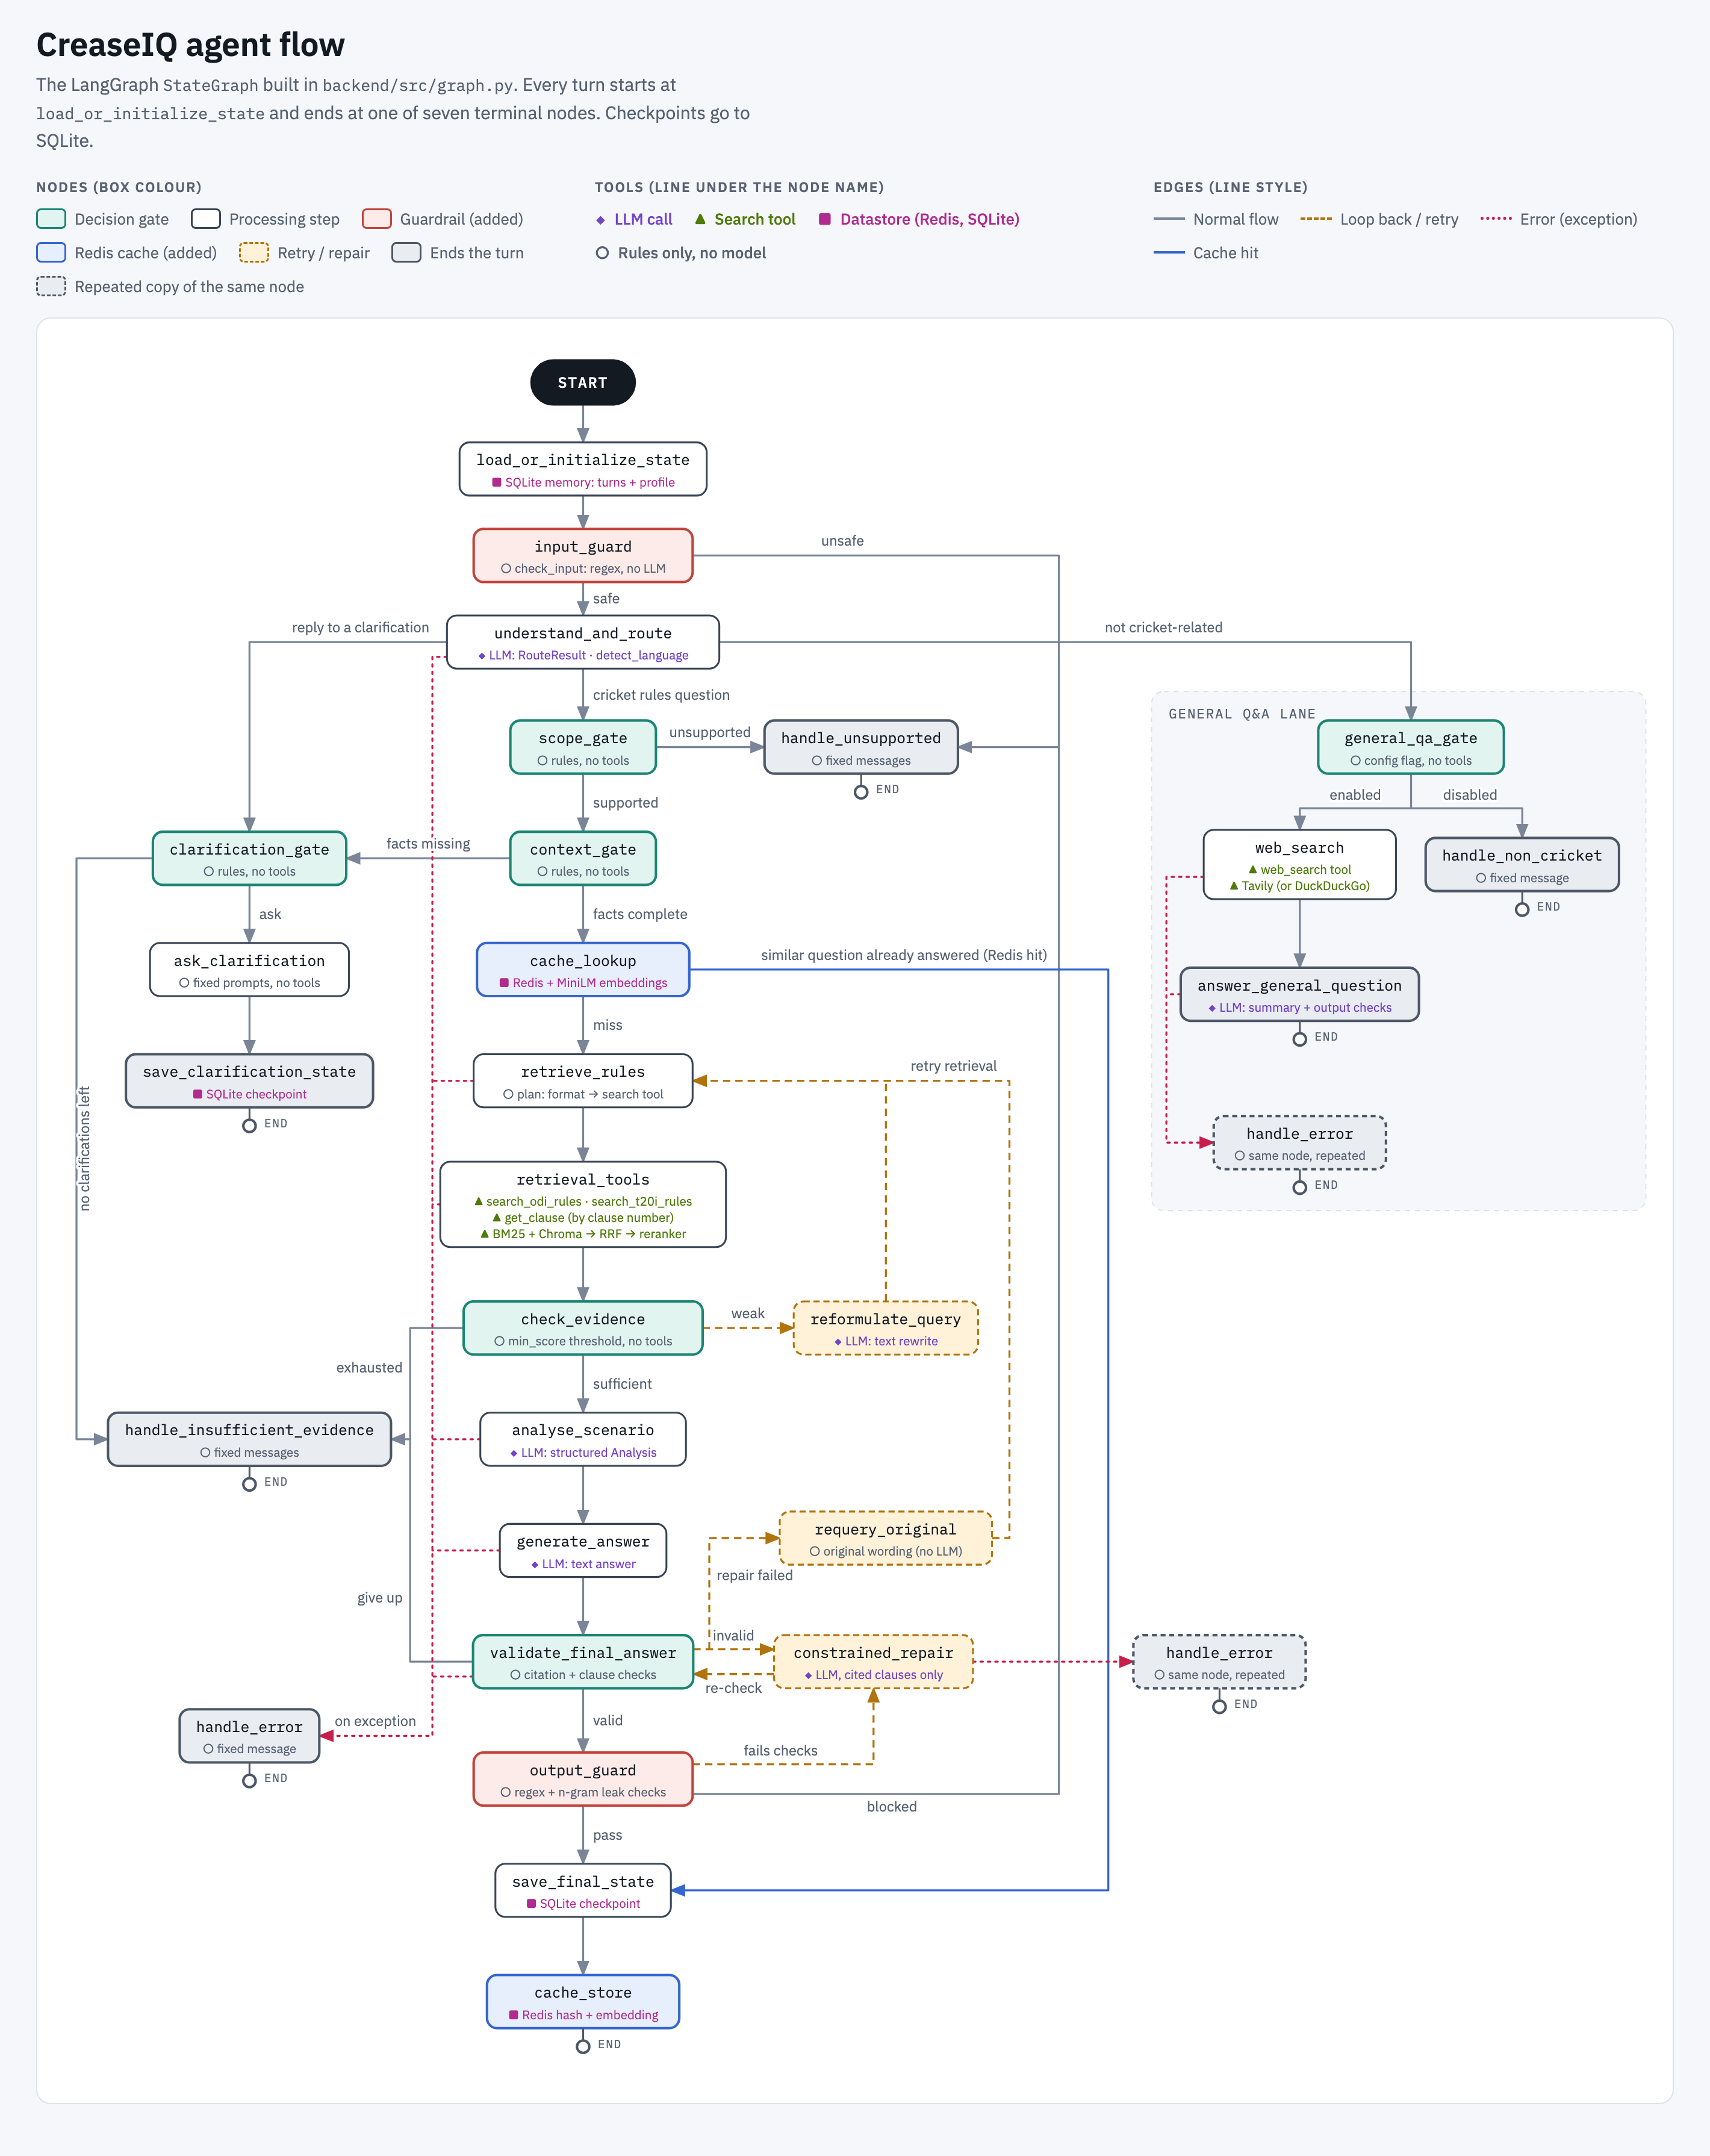 CreaseIQ agent flow
The LangGraph StateGraph built in backend/src/graph.py. Every turn starts at
load_or_initialize_state and ends at one of seven terminal nodes. Checkpoints go to
SQLite.
NODES (BOX COLOUR)
Decision gate Processing step Guardrail (added)
Redis cache (added) Retry / repair Ends the turn
Repeated copy of the same node
TOOLS (LINE UNDER THE NODE NAME)
LLM call Search tool Datastore (Redis, SQLite)
Rules only, no model
EDGES (LINE STYLE)
Normal flow Loop back / retry Error (exception)
Cache hit
START
load_or_initialize_state
SQLite memory: turns + profile
input_guard
check_input: regex, no LLM
unsafe
safe
understand_and_route
LLM: RouteResult · detect_language
reply to a clarification
not cricket-related
cricket rules question
scope_gate
rules, no tools
unsupported
handle_unsupported
fixed messages
END
supported
GENERAL Q&A LANE
general_qa_gate
config flag, no tools
enabled
disabled
web_search
web_search tool
Tavily (or DuckDuckGo)
handle_non_cricket
fixed message
END
answer_general_question
LLM: summary + output checks
END
handle_error
same node, repeated
END
clarification_gate
rules, no tools
facts missing
context_gate
rules, no tools
ask
facts complete
ask_clarification
fixed prompts, no tools
cache_lookup
Redis + MiniLM embeddings
similar question already answered (Redis hit)
miss
save_clarification_state
SQLite checkpoint
END
no clarifications left
retrieve_rules
plan: format → search tool
retry retrieval
retrieval_tools
search_odi_rules · search_t20i_rules
get_clause (by clause number)
BM25 + Chroma → RRF → reranker
check_evidence
min_score threshold, no tools
weak
reformulate_query
LLM: text rewrite
exhausted
sufficient
handle_insufficient_evidence
fixed messages
END
analyse_scenario
LLM: structured Analysis
generate_answer
LLM: text answer
requery_original
original wording (no LLM)
repair failed
give up
validate_final_answer
citation + clause checks
invalid
re-check
constrained_repair
LLM, cited clauses only
handle_error
same node, repeated
END
handle_error
fixed message
END
on exception
valid
output_guard
regex + n-gram leak checks
fails checks
blocked
pass
save_final_state
SQLite checkpoint
cache_store
Redis hash + embedding
END